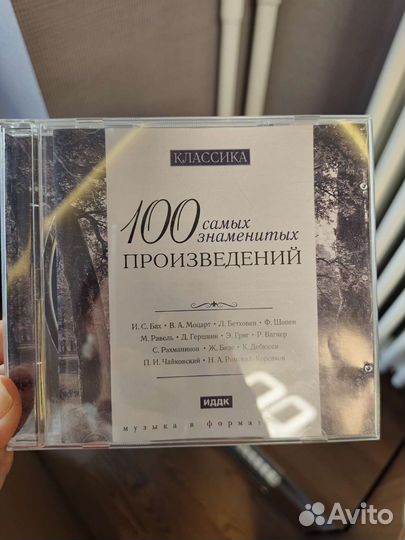 КЛАССИКА
100 самых
знаменитых
ПРОИЗВЕДЕНИЙ
И. С. Бах • В. А. Моцарт • Л. Бетховен • Ф. Шопен
М. Равель • Д. Гершвин • Э. Григ • Р. Вагнер
С. Рахманинов • Ж. Бизе • К. Дебюсси
П. И. Чайковский • Н. А. Римский-Корсаков
ИДДК
музыка в форма
Avito